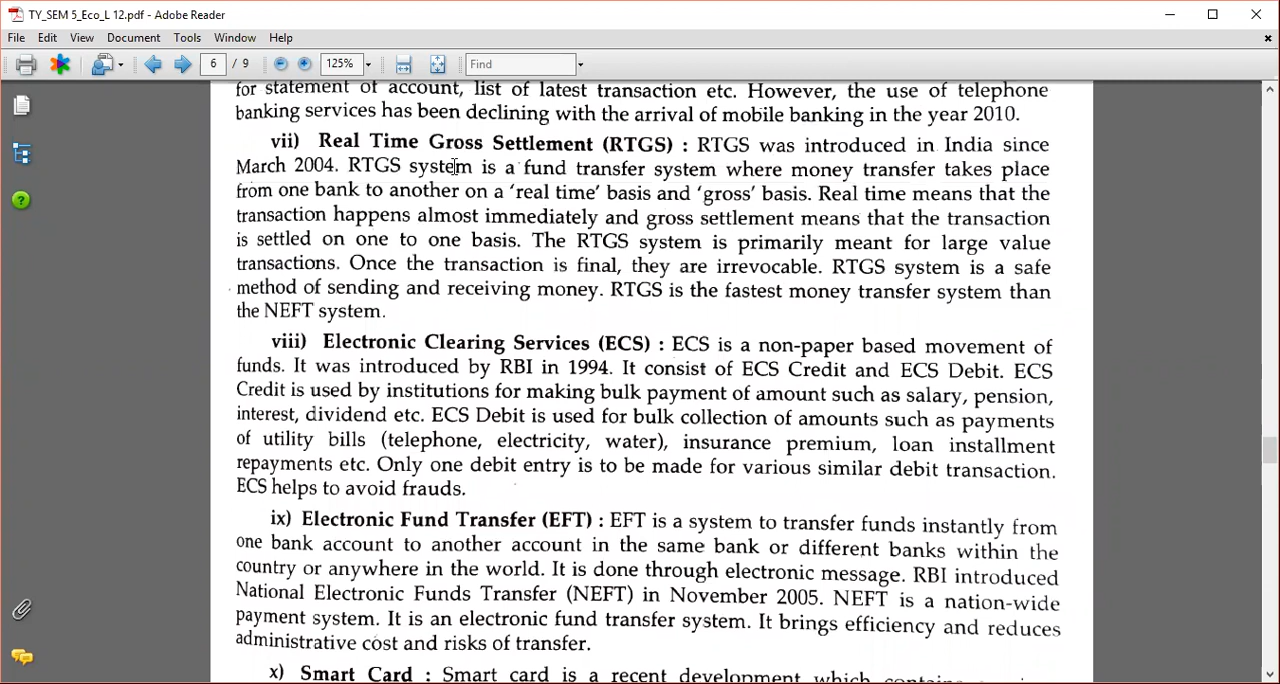 TY_SEM 5_Eco_L 12.pdf - Adobe Reader
File Edit View Document Tools Window Help
6 / 9 125% Find
for statement of account, list of latest transaction etc. However, the use of telephone
banking services has been declining with the arrival of mobile banking in the year 2010.
vii) Real Time Gross Settlement (RTGS) : RTGS was introduced in India since
March 2004. RTGS system is a fund transfer system where money transfer takes place
from one bank to another on a 'real time' basis and 'gross' basis. Real time means that the
transaction happens almost immediately and gross settlement means that the transaction
is settled on one to one basis. The RTGS system is primarily meant for large value
transactions. Once the transaction is final, they are irrevocable. RTGS system is a safe
method of sending and receiving money. RTGS is the fastest money transfer system than
the NEFT system.
viii) Electronic Clearing Services (ECS) : ECS is a non-paper based movement of
funds. It was introduced by RBI in 1994. It consist of ECS Credit and ECS Debit. ECS
Credit is used by institutions for making bulk payment of amount such as salary, pension,
interest, dividend etc. ECS Debit is used for bulk collection of amounts such as payments
of utility bills (telephone, electricity, water), insurance premium, loan installment
repayments etc. Only one debit entry is to be made for various similar debit transaction.
ECS helps to avoid frauds.
ix) Electronic Fund Transfer (EFT) : EFT is a system to transfer funds instantly from
one bank account to another account in the same bank or different banks within the
country or anywhere in the world. It is done through electronic message. RBI introduced
National Electronic Funds Transfer (NEFT) in November 2005. NEFT is a nation-wide
payment system. It is an electronic fund transfer system. It brings efficiency and reduces
administrative cost and risks of transfer.
x) Smart Card : Smart card is a recent development which